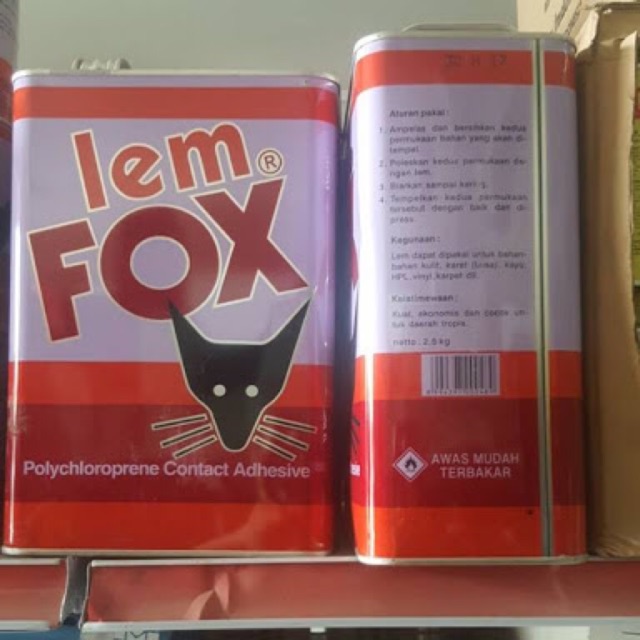 lem
FOX
®
Polychloroprene Contact Adhesive
Aturan pakai :
1. Ampelas dan bersihkan kedua
permukaan bahan yang akan di-
tempel.
2. Poleskan kedua permukaan de-
ngan lem.
3. Biarkan sampai
4. Tempelkan kedua permukaan
tersebut dengan baik dan di-
press.
Kegunaan :
Lem dapat dipakai untuk bahan-
bahan kulit, karet (busa), kayu,
HPL, vinyl, karpet dll.
Keistimewaan :
Kuat, ekonomis dan cocok un-
tuk daerah tropis.
netto : 2,5 kg
AWAS MUDAH
TERBAKAR